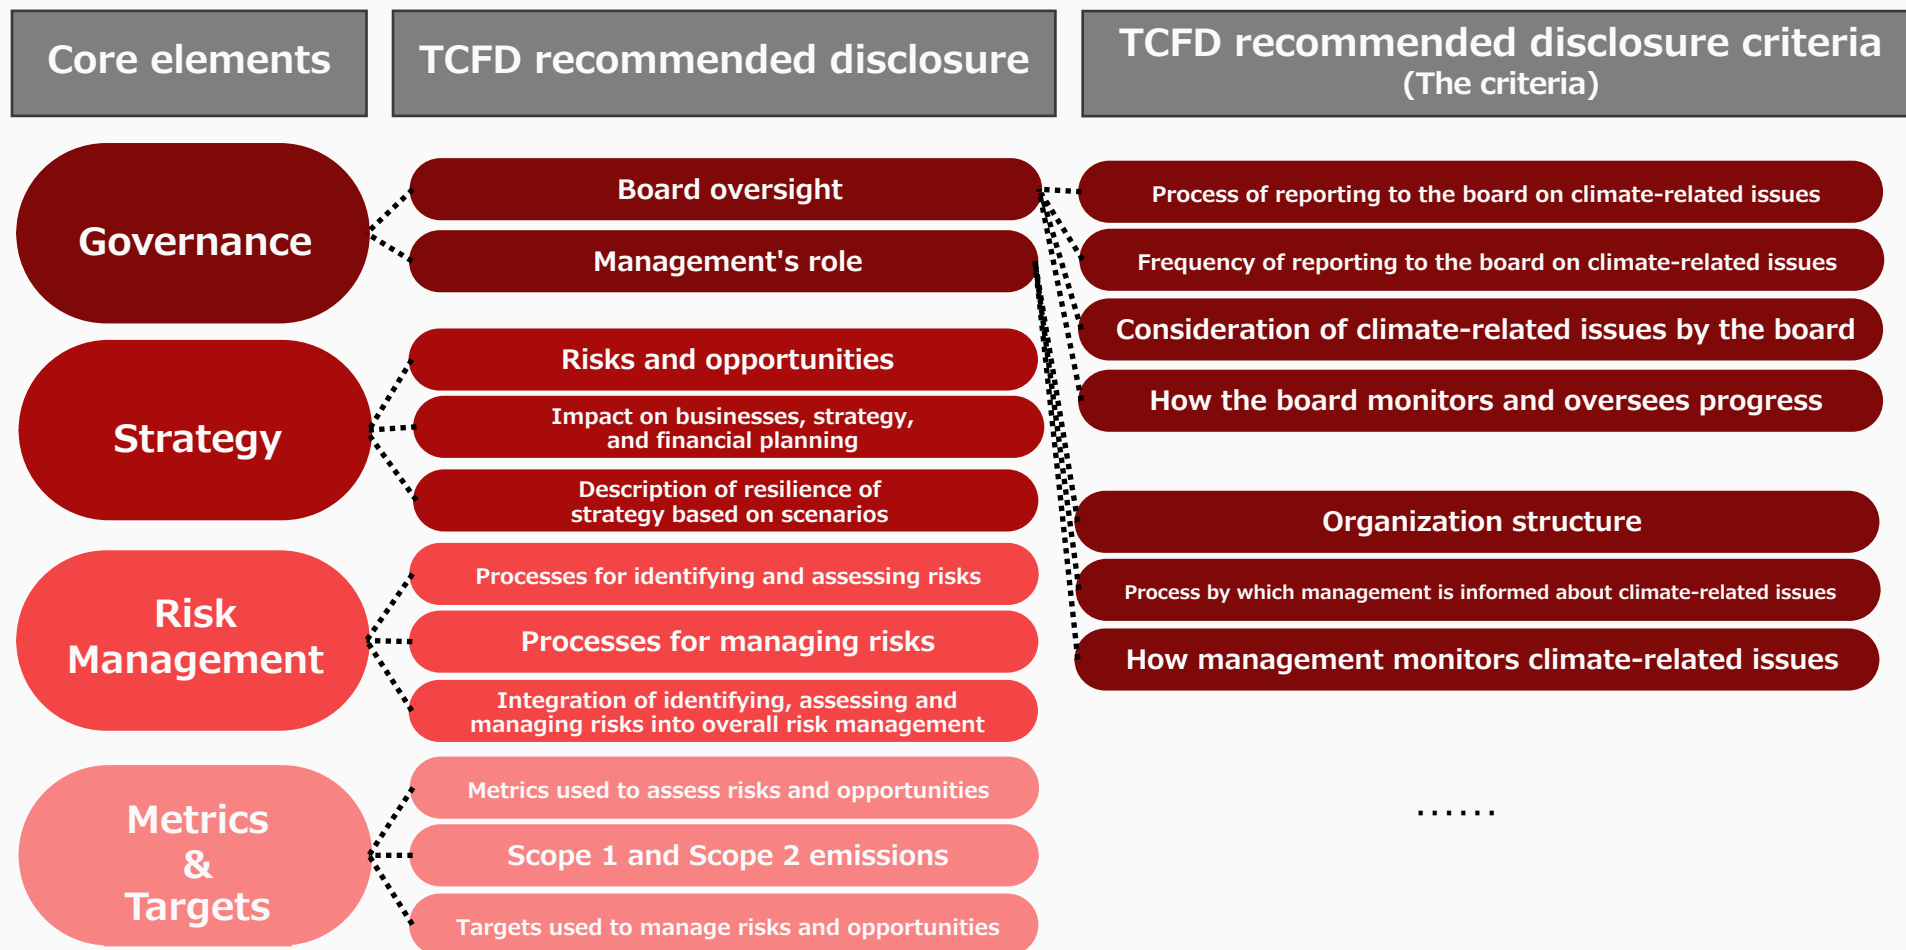 Core elements
TCFD recommended disclosure
TCFD recommended disclosure criteria
(The criteria)
Governance
Board oversight
Management's role
Process of reporting to the board on climate-related issues
Frequency of reporting to the board on climate-related issues
Consideration of climate-related issues by the board
How the board monitors and oversees progress
Organization structure
Process by which management is informed about climate-related issues
How management monitors climate-related issues
Strategy
Risks and opportunities
Impact on businesses, strategy,
and financial planning
Description of resilience of
strategy based on scenarios
Risk
Management
Processes for identifying and assessing risks
Processes for managing risks
Integration of identifying, assessing and
managing risks into overall risk management
Metrics
&
Targets
Metrics used to assess risks and opportunities
Scope 1 and Scope 2 emissions
Targets used to manage risks and opportunities
......